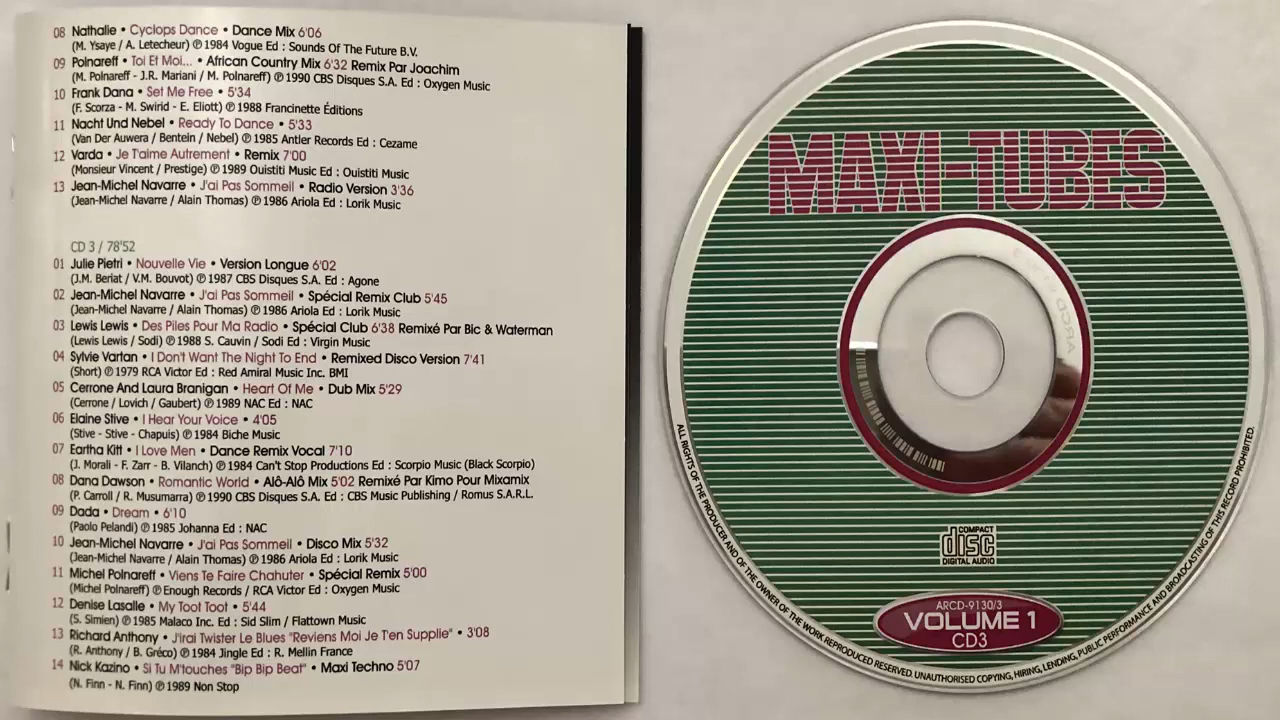 08 Nathalie • Cyclops Dance • Dance Mix 6'06
(M. Ysaye / A. Letecheur) ℗ 1984 Vogue Ed : Sounds Of The Future B.V.
09 Polnareff • Toi Et Moi... • African Country Mix 6'32 Remix Par Joachim
(M. Polnareff - J.R. Mariani / M. Polnareff) ℗ 1990 CBS Disques S.A. Ed : Oxygen Music
10 Frank Dana • Set Me Free • 5'34
(F. Scorza - M. Swirid - E. Eliott) ℗ 1988 Francinette Éditions
11 Nacht Und Nebel • Ready To Dance • 5'33
(Van Der Auwera / Bentein / Nebel) ℗ 1985 Antler Records Ed : Cezame
12 Varda • Je T'aime Autrement • Remix 7'00
(Monsieur Vincent / Prestige) ℗ 1989 Ouistiti Music Ed : Ouistiti Music
13 Jean-Michel Navarre • J'ai Pas Sommeil • Radio Version 3'36
(Jean-Michel Navarre / Alain Thomas) ℗ 1986 Ariola Ed : Lorik Music
CD 3 / 78'52
01 Julie Pietri • Nouvelle Vie • Version Longue 6'02
(J.M. Beriat / V.M. Bouvot) ℗ 1987 CBS Disques S.A. Ed : Agone
02 Jean-Michel Navarre • J'ai Pas Sommeil • Spécial Remix Club 5'45
(Jean-Michel Navarre / Alain Thomas) ℗ 1986 Ariola Ed : Lorik Music
03 Lewis Lewis • Des Piles Pour Ma Radio • Spécial Club 6'38 Remixé Par Bic & Waterman
(Lewis Lewis / Sodi) ℗ 1988 S. Cauvin / Sodi Ed : Virgin Music
04 Sylvie Vartan • I Don't Want The Night To End • Remixed Disco Version 7'41
(Short) ℗ 1979 RCA Victor Ed : Red Amiral Music Inc. BMI
05 Cerrone And Laura Branigan • Heart Of Me • Dub Mix 5'29
(Cerrone / Lovich / Gaubert) ℗ 1989 NAC Ed : NAC
06 Elaine Stive • I Hear Your Voice • 4'05
(Stive - Stive - Chapuis) ℗ 1984 Biche Music
07 Eartha Kitt • I Love Men • Dance Remix Vocal 7'10
(J. Morali - F. Zarr - B. Vilanch) ℗ 1984 Can't Stop Productions Ed : Scorpio Music (Black Scorpio)
08 Dana Dawson • Romantic World • Alô-Alô Mix 5'02 Remixé Par Kimo Pour Mixamix
(P. Carroll / R. Musumarra) ℗ 1990 CBS Disques S.A. Ed : CBS Music Publishing / Romus S.A.R.L.
09 Dada • Dream • 6'10
(Paolo Pelandi) ℗ 1985 Johanna Ed : NAC
10 Jean-Michel Navarre • J'ai Pas Sommeil • Disco Mix 5'32
(Jean-Michel Navarre / Alain Thomas) ℗ 1986 Ariola Ed : Lorik Music
11 Michel Polnareff • Viens Te Faire Chahuter • Spécial Remix 5'00
(Michel Polnareff) ℗ Enough Records / RCA Victor Ed : Oxygen Music
12 Denise Lasalle • My Toot Toot • 5'44
(S. Simien) ℗ 1985 Malaco Inc. Ed : Sid Slim / Flattown Music
13 Richard Anthony • J'irai Twister Le Blues "Reviens Moi Je T'en Supplie" • 3'08
(R. Anthony / B. Gréco) ℗ 1984 Jingle Ed : R. Mellin France
14 Nick Kazino • Si Tu M'touches "Bip Bip Beat" • Maxi Techno 5'07
(N. Finn - N. Finn) ℗ 1989 Non Stop
MAXI-TUBES
COMPACT
disc
DIGITAL AUDIO
ARCD-9130/3
VOLUME 1
CD3
ALL RIGHTS OF THE PRODUCER AND OF THE OWNER OF THE WORK REPRODUCED RESERVED. UNAUTHORISED COPYING, HIRING, LENDING, PUBLIC PERFORMANCE AND BROADCASTING OF THIS RECORD PROHIBITED.